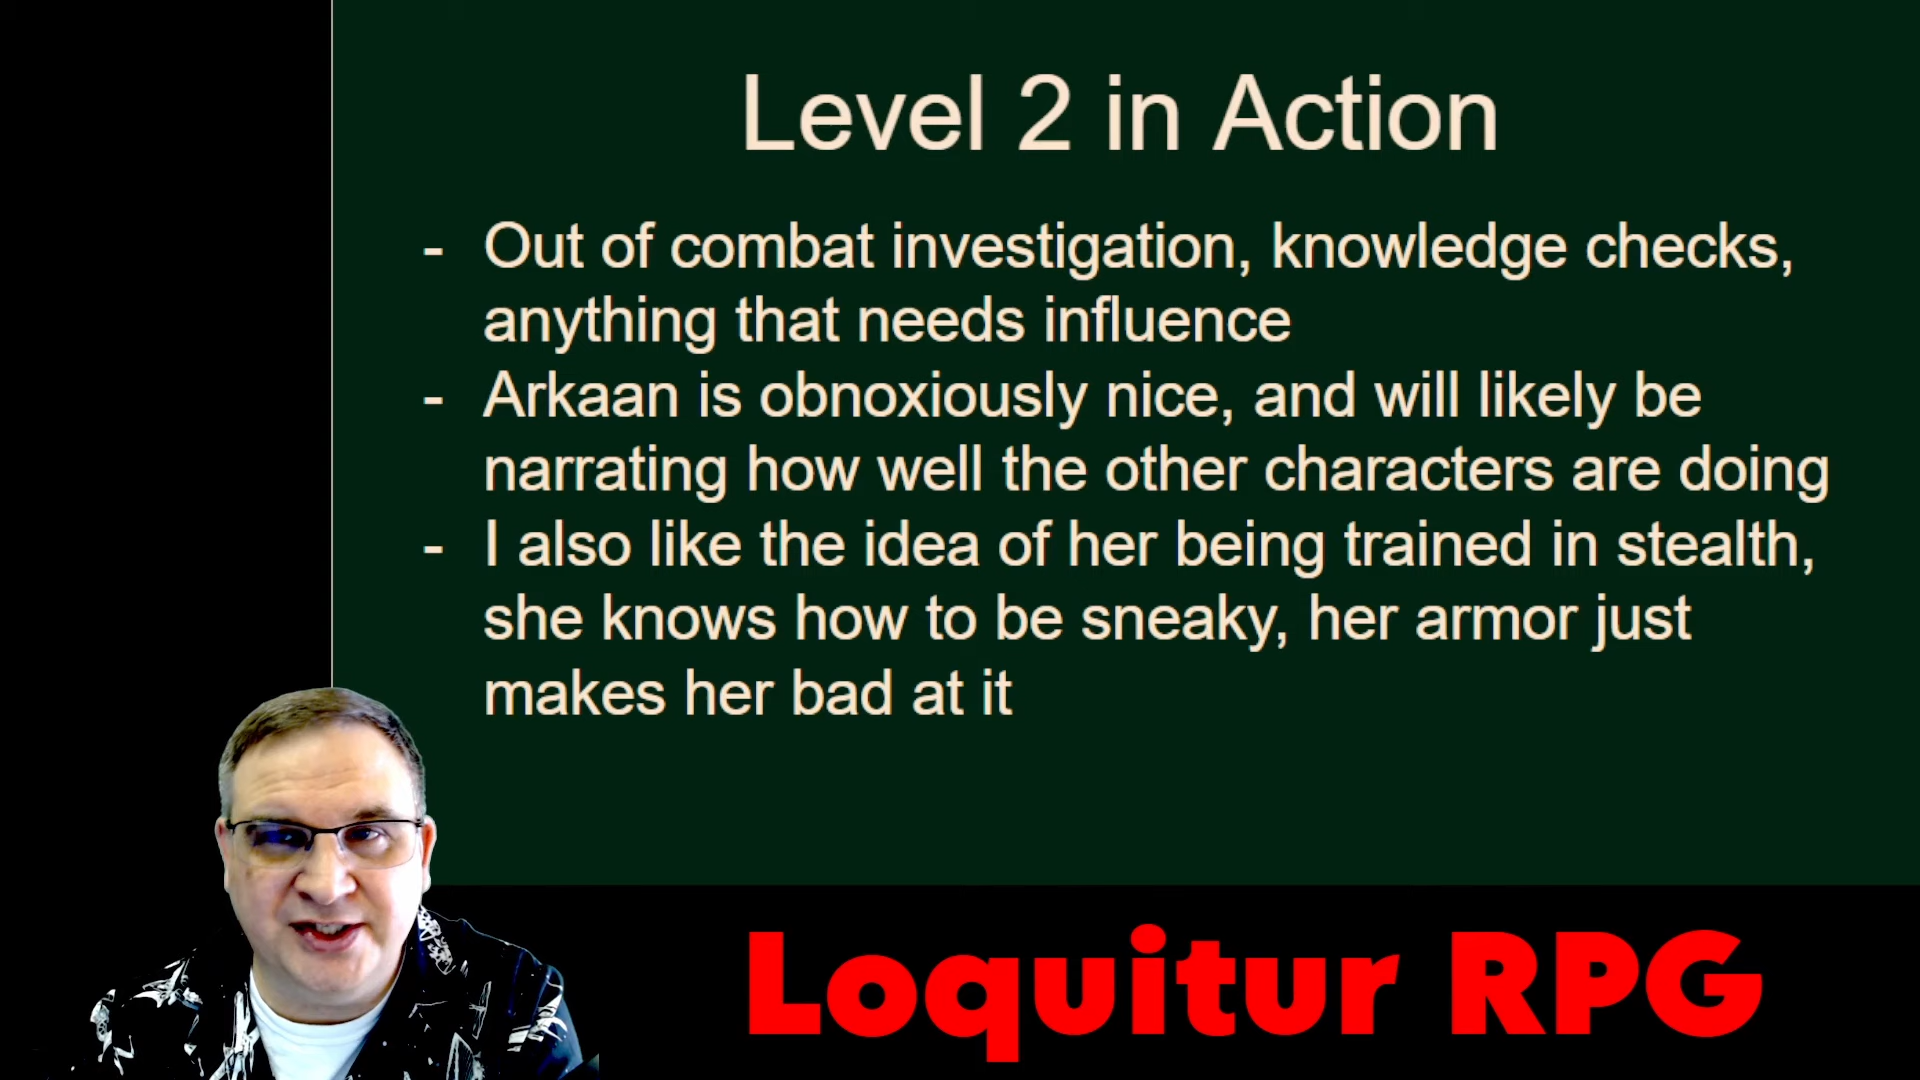 Level 2 in Action
- Out of combat investigation, knowledge checks,
anything that needs influence
- Arkaan is obnoxiously nice, and will likely be
narrating how well the other characters are doing
- I also like the idea of her being trained in stealth,
she knows how to be sneaky, her armor just
makes her bad at it
Loquitur RPG